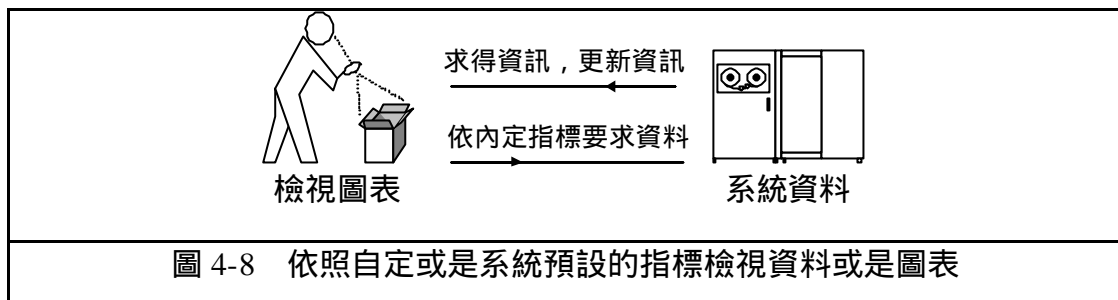 求得資訊，更新資訊
依內定指標要求資料
檢視圖表
系統資料
圖 4-8 依照自定或是系統預設的指標檢視資料或是圖表